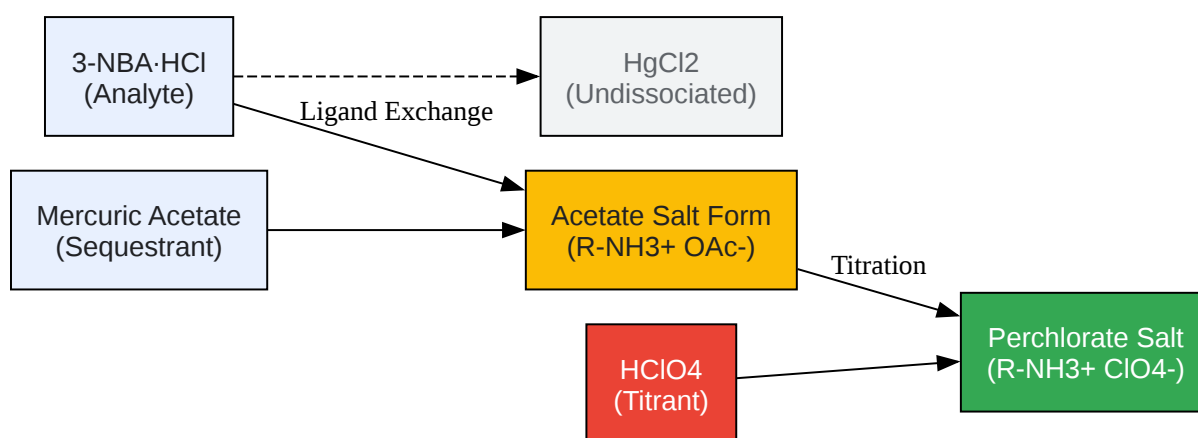 3-NBA·HCl
(Analyte)
HgCl2
(Undissociated)
Ligand Exchange
Mercuric Acetate
(Sequestrant)
Acetate Salt Form
(R-NH3+ OAc-)
Titration
HClO4
(Titrant)
Perchlorate Salt
(R-NH3+ ClO4-)